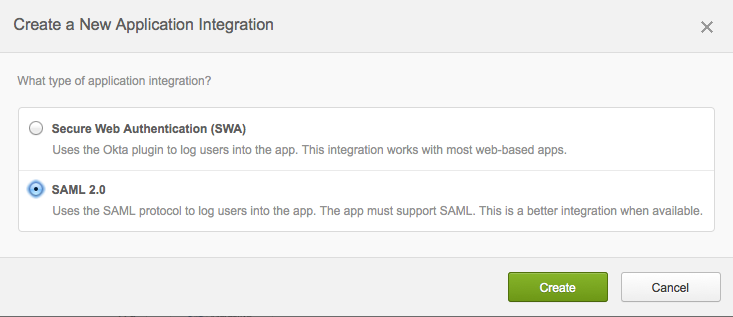 Create a New Application Integration
What type of application integration?
Secure Web Authentication (SWA)
Uses the Okta plugin to log users into the app. This integration works with most web-based apps.
SAML 2.0
Uses the SAML protocol to log users into the app. The app must support SAML. This is a better integration when available.
Create
Cancel